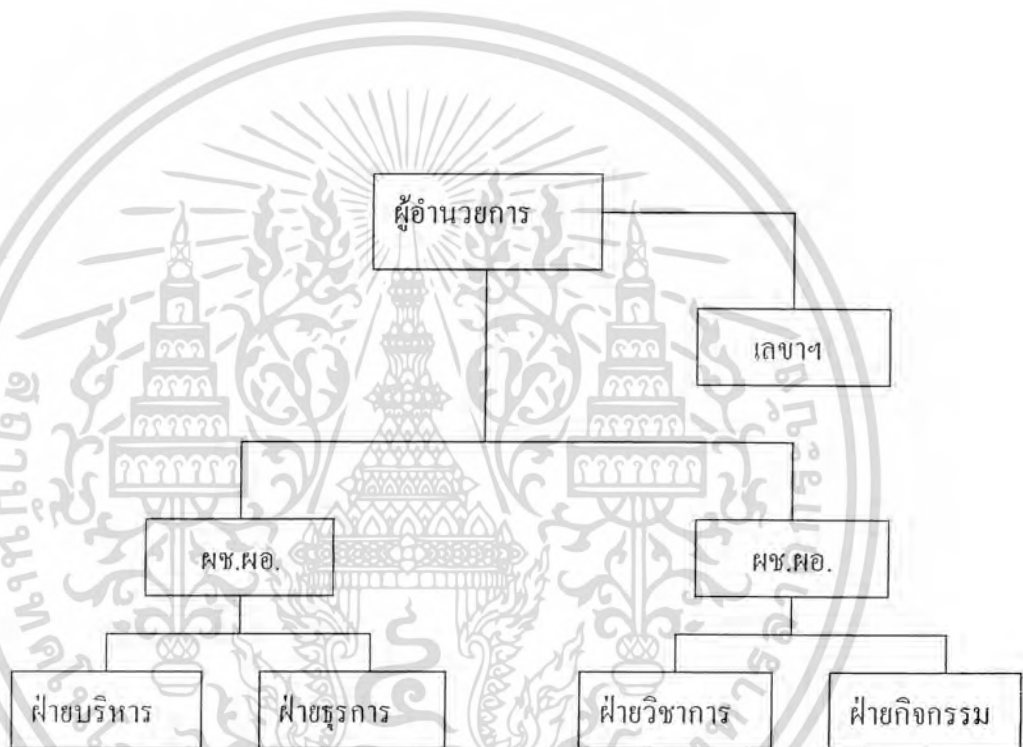 ผู้อำนวยการ
เลขาฯ
ผช.ผอ.
ผช.ผอ.
ฝ่ายบริหาร
ฝ่ายธุรการ
ฝ่ายวิชาการ
ฝ่ายกิจกรรม